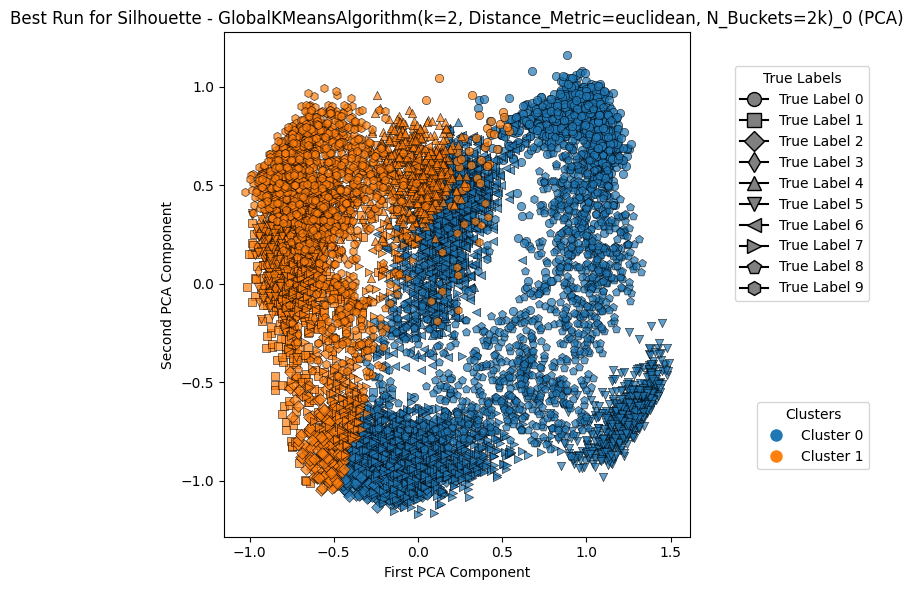 Best Run for Silhouette - GlobalKMeansAlgorithm(k=2, Distance_Metric=euclidean, N_Buckets=2k)_0 (PCA)
True Labels
True Label 0
True Label 1
True Label 2
True Label 3
True Label 4
True Label 5
True Label 6
True Label 7
True Label 8
True Label 9
Clusters
Cluster 0
Cluster 1
Second PCA Component
1.0
0.5
0.0
−0.5
−1.0
−1.0
−0.5
0.0
0.5
1.0
1.5
First PCA Component